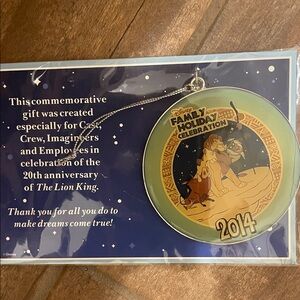 This commemorative
gift was created
especially for Cast,
Crew, Imagineers
and Employees in
celebration of the
20th anniversary
of The Lion King.
Thank you for all you do to
make dreams come true!
FAMILY
HOLIDAY
CELEBRATION
2014